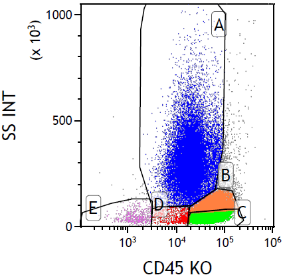 1000
(x 10³)
A
SS INT
500
B
E
D
C
0
10³ 10⁴ 10⁵ 10⁶
CD45 KO